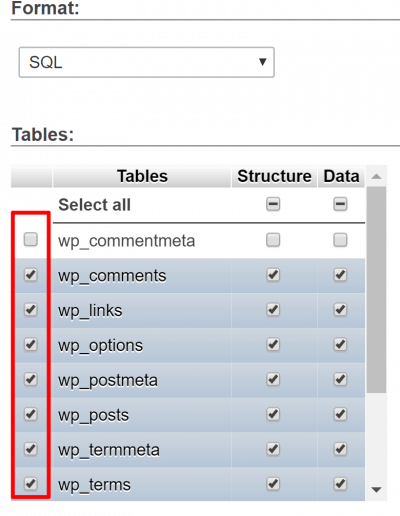 Format:
SQL
Tables:
Tables Structure Data
Select all
wp_commentmeta
wp_comments
wp_links
wp_options
wp_postmeta
wp_posts
wp_termmeta
wp_terms